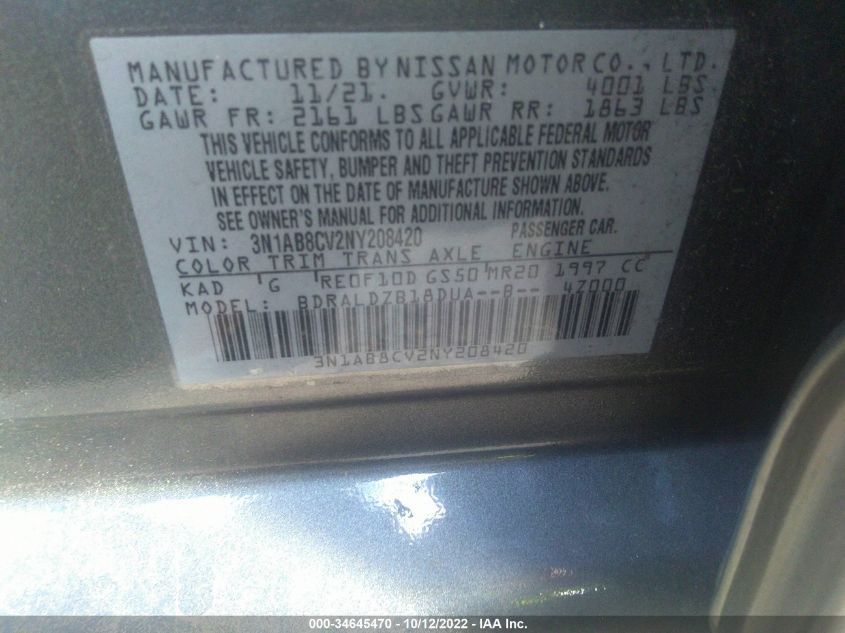 MANUFACTURED BY NISSAN MOTOR CO., LTD.
DATE: 11/21. GVWR: 4001 LBS
GAWR FR: 2161 LBS GAWR RR: 1863 LBS
THIS VEHICLE CONFORMS TO ALL APPLICABLE FEDERAL MOTOR
VEHICLE SAFETY, BUMPER AND THEFT PREVENTION STANDARDS
IN EFFECT ON THE DATE OF MANUFACTURE SHOWN ABOVE.
SEE OWNER'S MANUAL FOR ADDITIONAL INFORMATION.
VIN: 3N1AB8CV2NY208420 PASSENGER CAR.
COLOR TRIM TRANS AXLE ENGINE
KAD G RE0F10D GS50 MR20 1997 CC
MODEL: BDRALDZB18DUA--B-- 47000
3N1AB8CV2NY208420
000-34645470 - 10/12/2022 - IAA Inc.